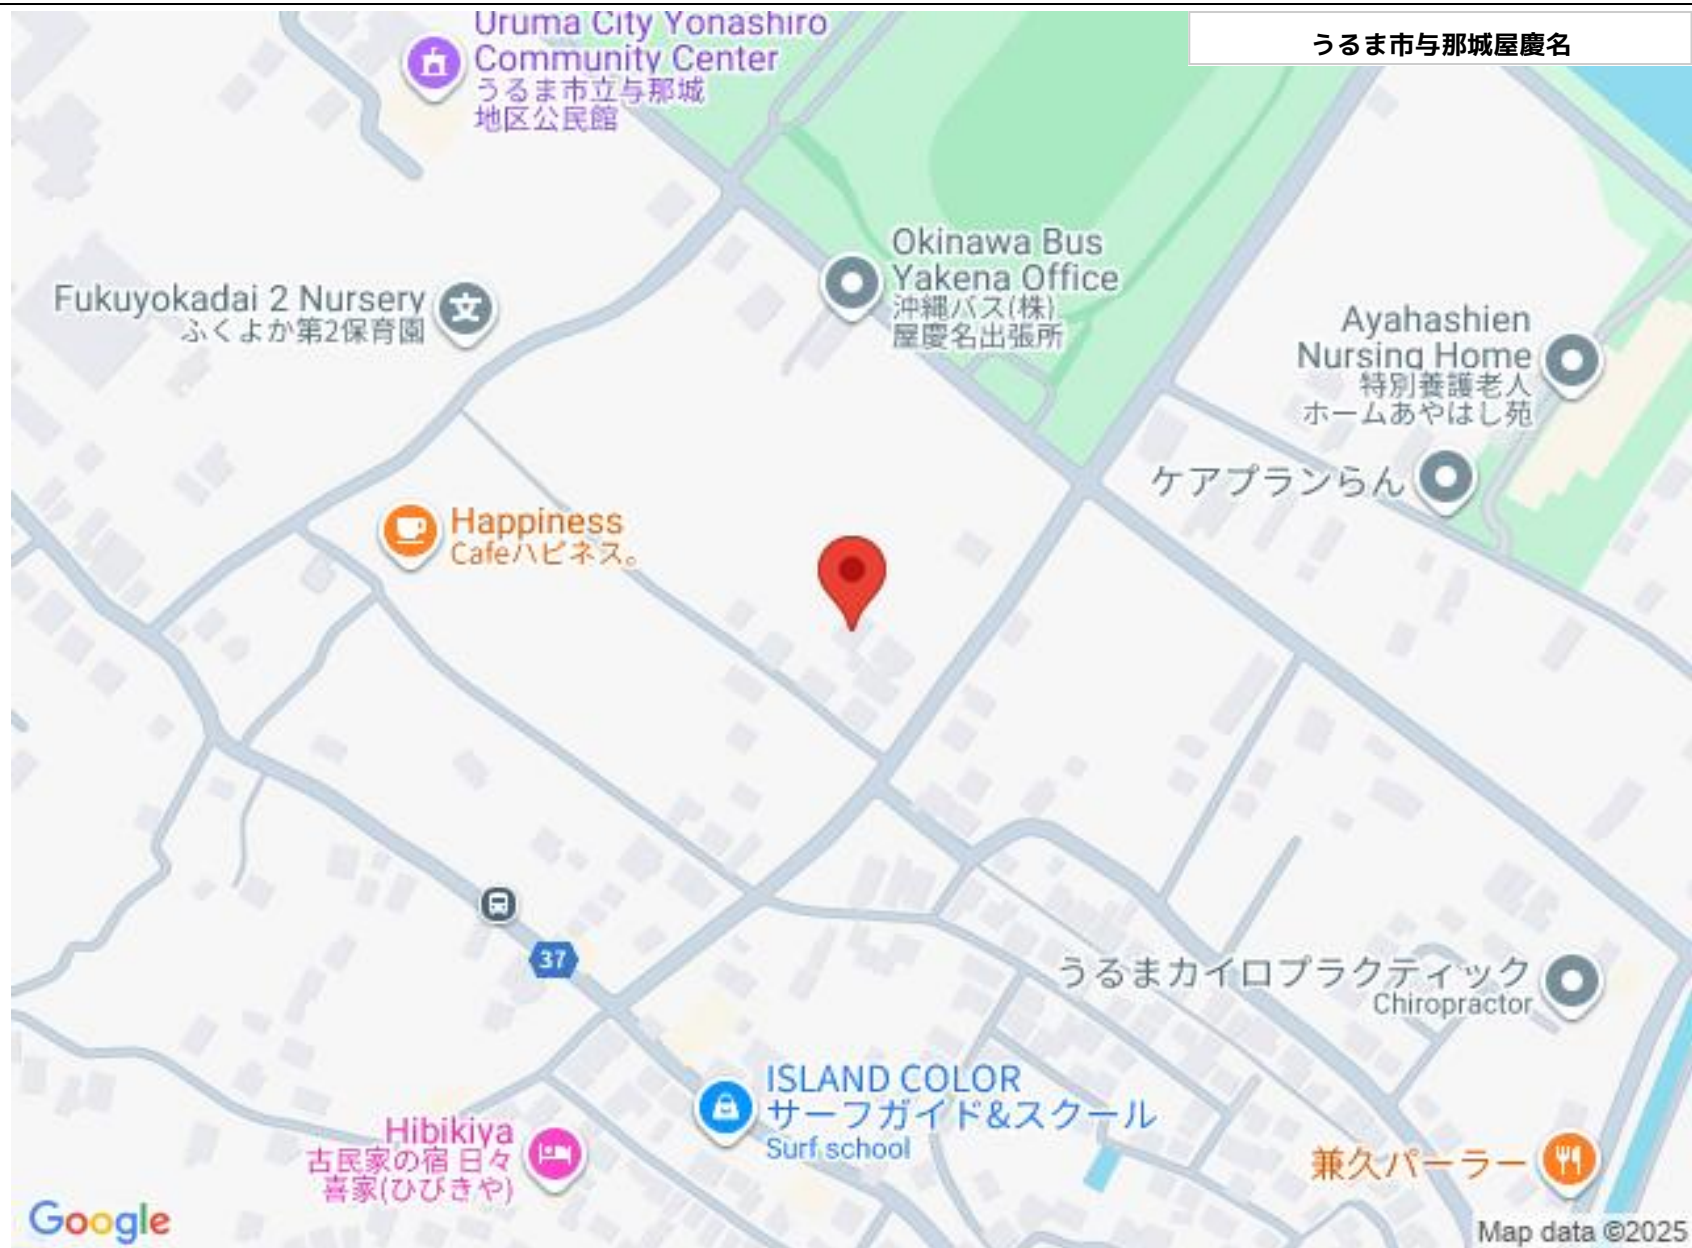 Uruma City Yonashiro
Community Center
うるま市立与那城
地区公民館
うるま市与那城屋慶名
Okinawa Bus
Yakena Office
沖縄バス(株)
屋慶名出張所
Fukuyokadai 2 Nursery
ふくよか第2保育園
Ayahashien
Nursing Home
特別養護老人
ホームあやはし苑
ケアプランらん
Happiness
Cafeハピネス。
37
うるまカイロプラクティック
Chiropractor
ISLAND COLOR
サーフガイド&スクール
Surf school
Hibikiya
古民家の宿 日々
喜家(ひびきや)
兼久パーラー
Google
Map data ©2025